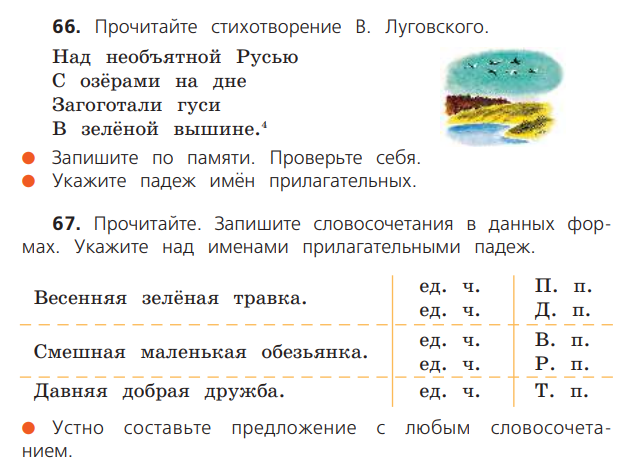 66. Прочитайте стихотворение В. Луговского.
Над необъятной Русью
С озёрами на дне
Загоготали гуси
В зелёной вышине.⁴
Запишите по памяти. Проверьте себя.
Укажите падеж имён прилагательных.
67. Прочитайте. Запишите словосочетания в данных фор-
мах. Укажите над именами прилагательными падеж.
Весенняя зелёная травка. ед. ч. П. п.
ед. ч. Д. п.
Смешная маленькая обезьянка. ед. ч. В. п.
ед. ч. Р. п.
Давняя добрая дружба. ед. ч. Т. п.
Устно составьте предложение с любым словосочета-
нием.